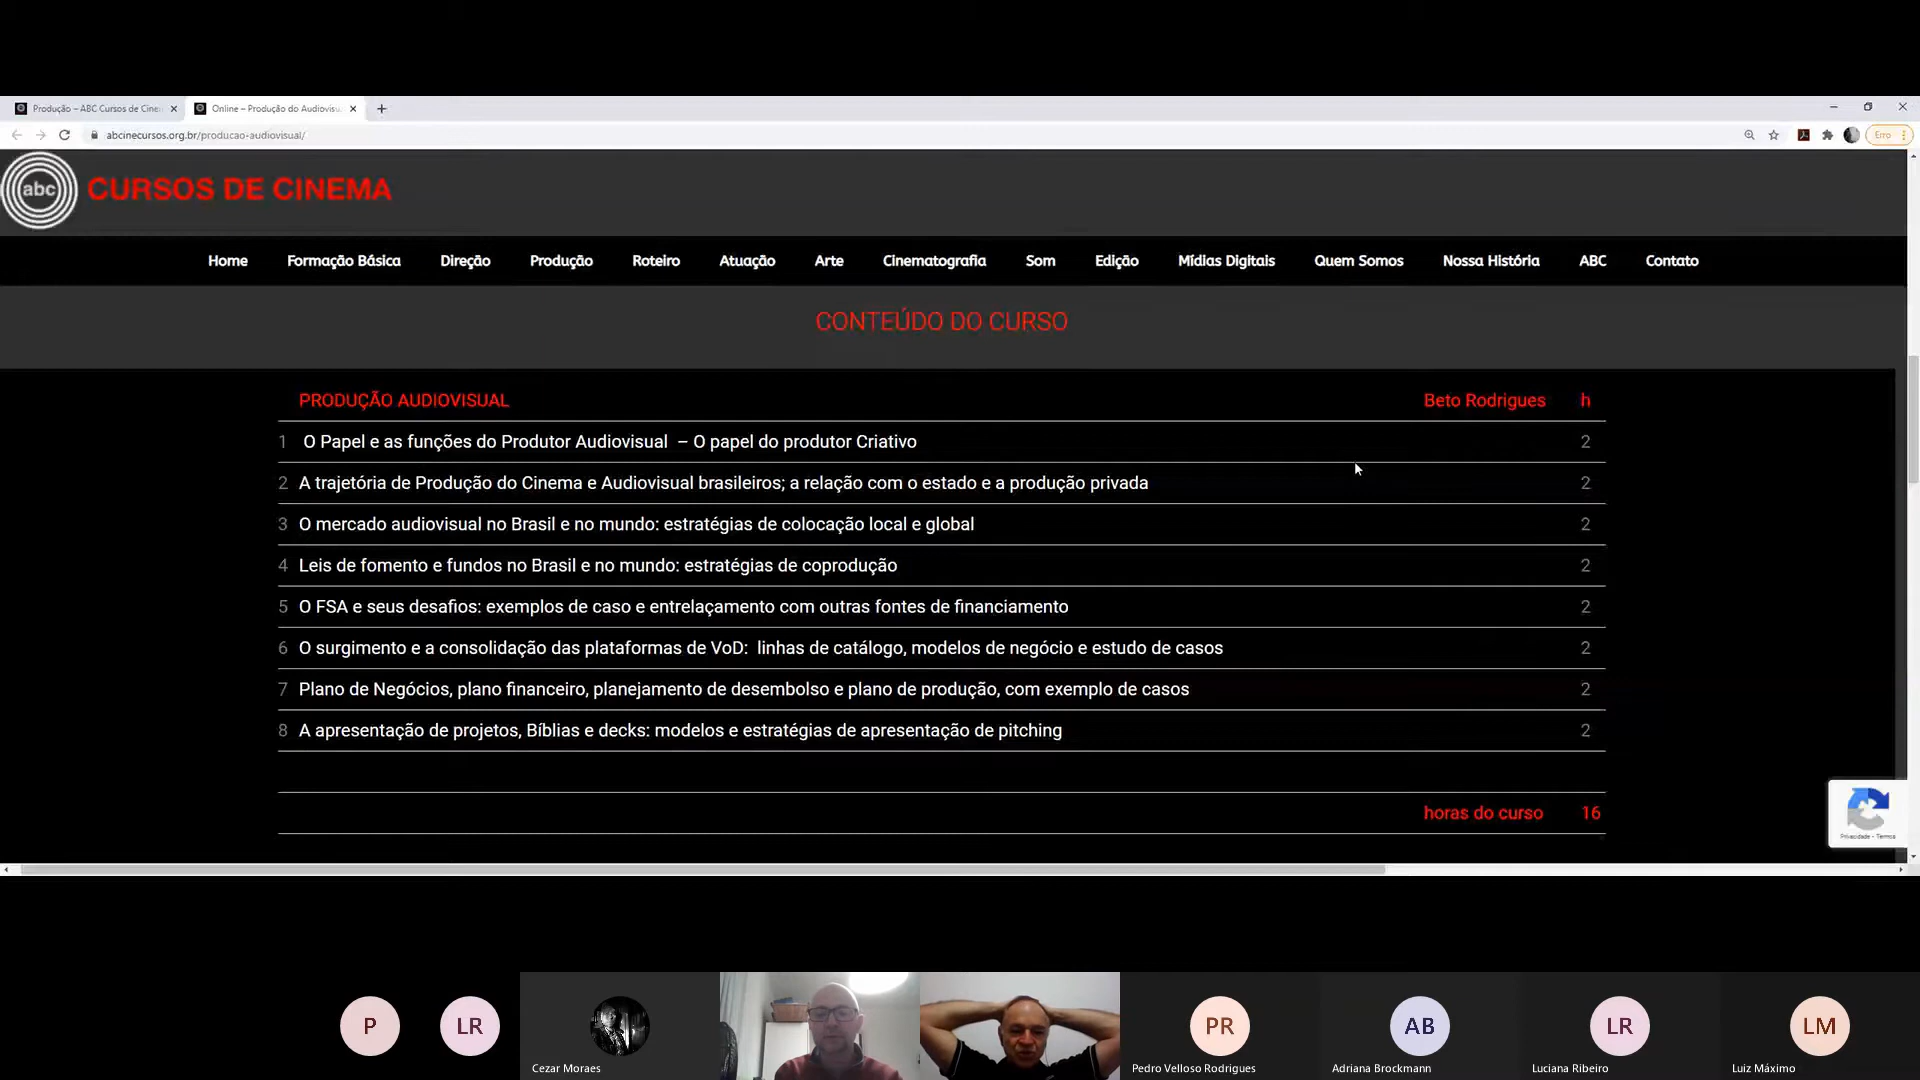 Produção – ABC Cursos de Cine
Online – Produção do Audiovisu
abcinecursos.org.br/producao-audiovisual/
Erro
abc
CURSOS DE CINEMA
Home Formação Básica Direção Produção Roteiro Atuação Arte Cinematografia Som Edição Mídias Digitais Quem Somos Nossa História ABC Contato
CONTEÚDO DO CURSO
PRODUÇÃO AUDIOVISUAL Beto Rodrigues h
1 O Papel e as funções do Produtor Audiovisual – O papel do produtor Criativo 2
2 A trajetória de Produção do Cinema e Audiovisual brasileiros; a relação com o estado e a produção privada 2
3 O mercado audiovisual no Brasil e no mundo: estratégias de colocação local e global 2
4 Leis de fomento e fundos no Brasil e no mundo: estratégias de coprodução 2
5 O FSA e seus desafios: exemplos de caso e entrelaçamento com outras fontes de financiamento 2
6 O surgimento e a consolidação das plataformas de VoD: linhas de catálogo, modelos de negócio e estudo de casos 2
7 Plano de Negócios, plano financeiro, planejamento de desembolso e plano de produção, com exemplo de casos 2
8 A apresentação de projetos, Bíblias e decks: modelos e estratégias de apresentação de pitching 2
horas do curso 16
Privacidade - Termos
P LR PR AB LR LM
Cezar Moraes Pedro Velloso Rodrigues Adriana Brockmann Luciana Ribeiro Luiz Máximo